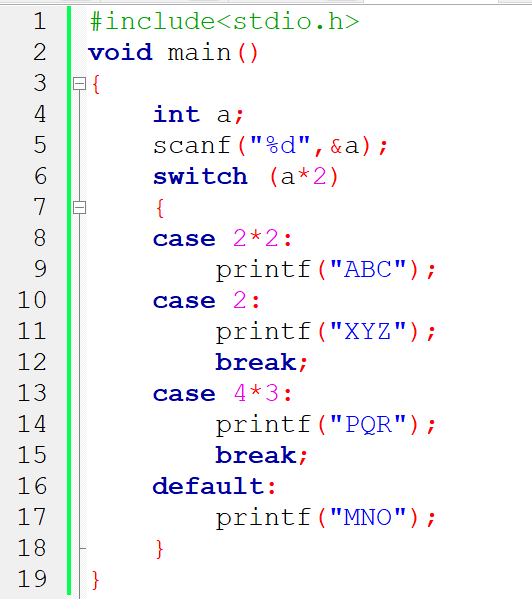 1 #include<stdio.h>
2 void main()
3 {
4     int a;
5     scanf("%d",&a);
6     switch (a*2)
7     {
8     case 2*2:
9         printf("ABC");
10     case 2:
11         printf("XYZ");
12         break;
13     case 4*3:
14         printf("PQR");
15         break;
16     default:
17         printf("MNO");
18     }
19 }